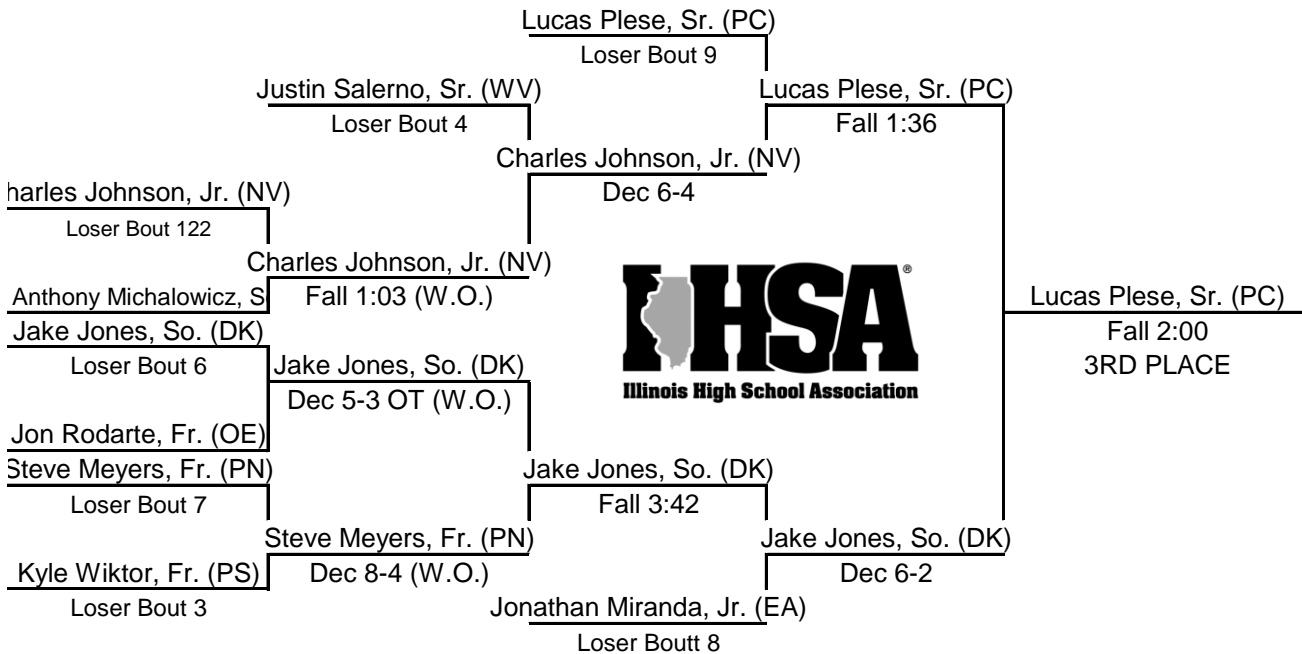 Lucas Plese, Sr. (PC)
Loser Bout 9
Justin Salerno, Sr. (WV)
Lucas Plese, Sr. (PC)
Loser Bout 4
Fall 1:36
Charles Johnson, Jr. (NV)
harles Johnson, Jr. (NV)
Dec 6-4
Loser Bout 122
Charles Johnson, Jr. (NV)
Anthony Michalowicz, S
Fall 1:03 (W.O.)
IHSA®
Lucas Plese, Sr. (PC)
Jake Jones, So. (DK)
Fall 2:00
Loser Bout 6
Jake Jones, So. (DK)
3RD PLACE
Dec 5-3 OT (W.O.)
Illinois High School Association
Jon Rodarte, Fr. (OE)
Steve Meyers, Fr. (PN)
Jake Jones, So. (DK)
Loser Bout 7
Fall 3:42
Steve Meyers, Fr. (PN)
Jake Jones, So. (DK)
Kyle Wiktor, Fr. (PS)
Dec 8-4 (W.O.)
Dec 6-2
Loser Bout 3
Jonathan Miranda, Jr. (EA)
Loser Boutt 8